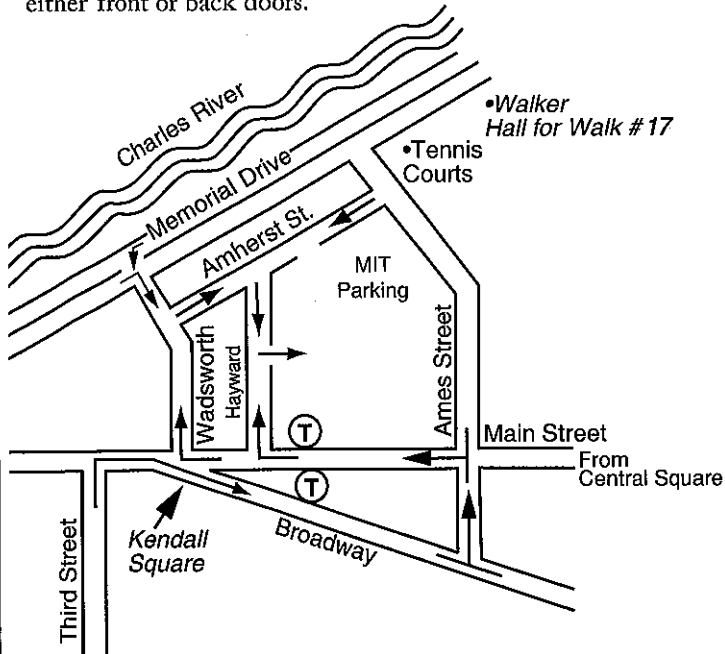 either front or back doors.
Charles River
•Walker
Hall for Walk #17
•Tennis
Courts
Memorial Drive
Amherst St.
MIT
Parking
Wadsworth
Hayward
Ames Street
T
Main Street
From
Central Square
T
Broadway
Kendall
Square
Third Street